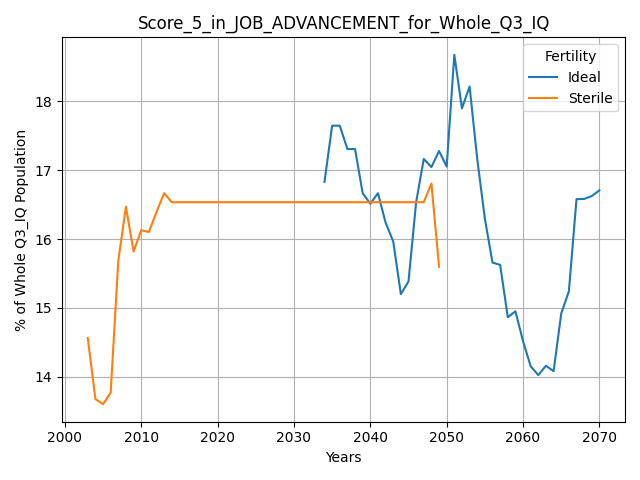 Score_5_in_JOB_ADVANCEMENT_for_Whole_Q3_IQ
Fertility
Ideal
Sterile
% of Whole Q3_IQ Population
18
17
16
15
14
2000 2010 2020 2030 2040 2050 2060 2070
Years